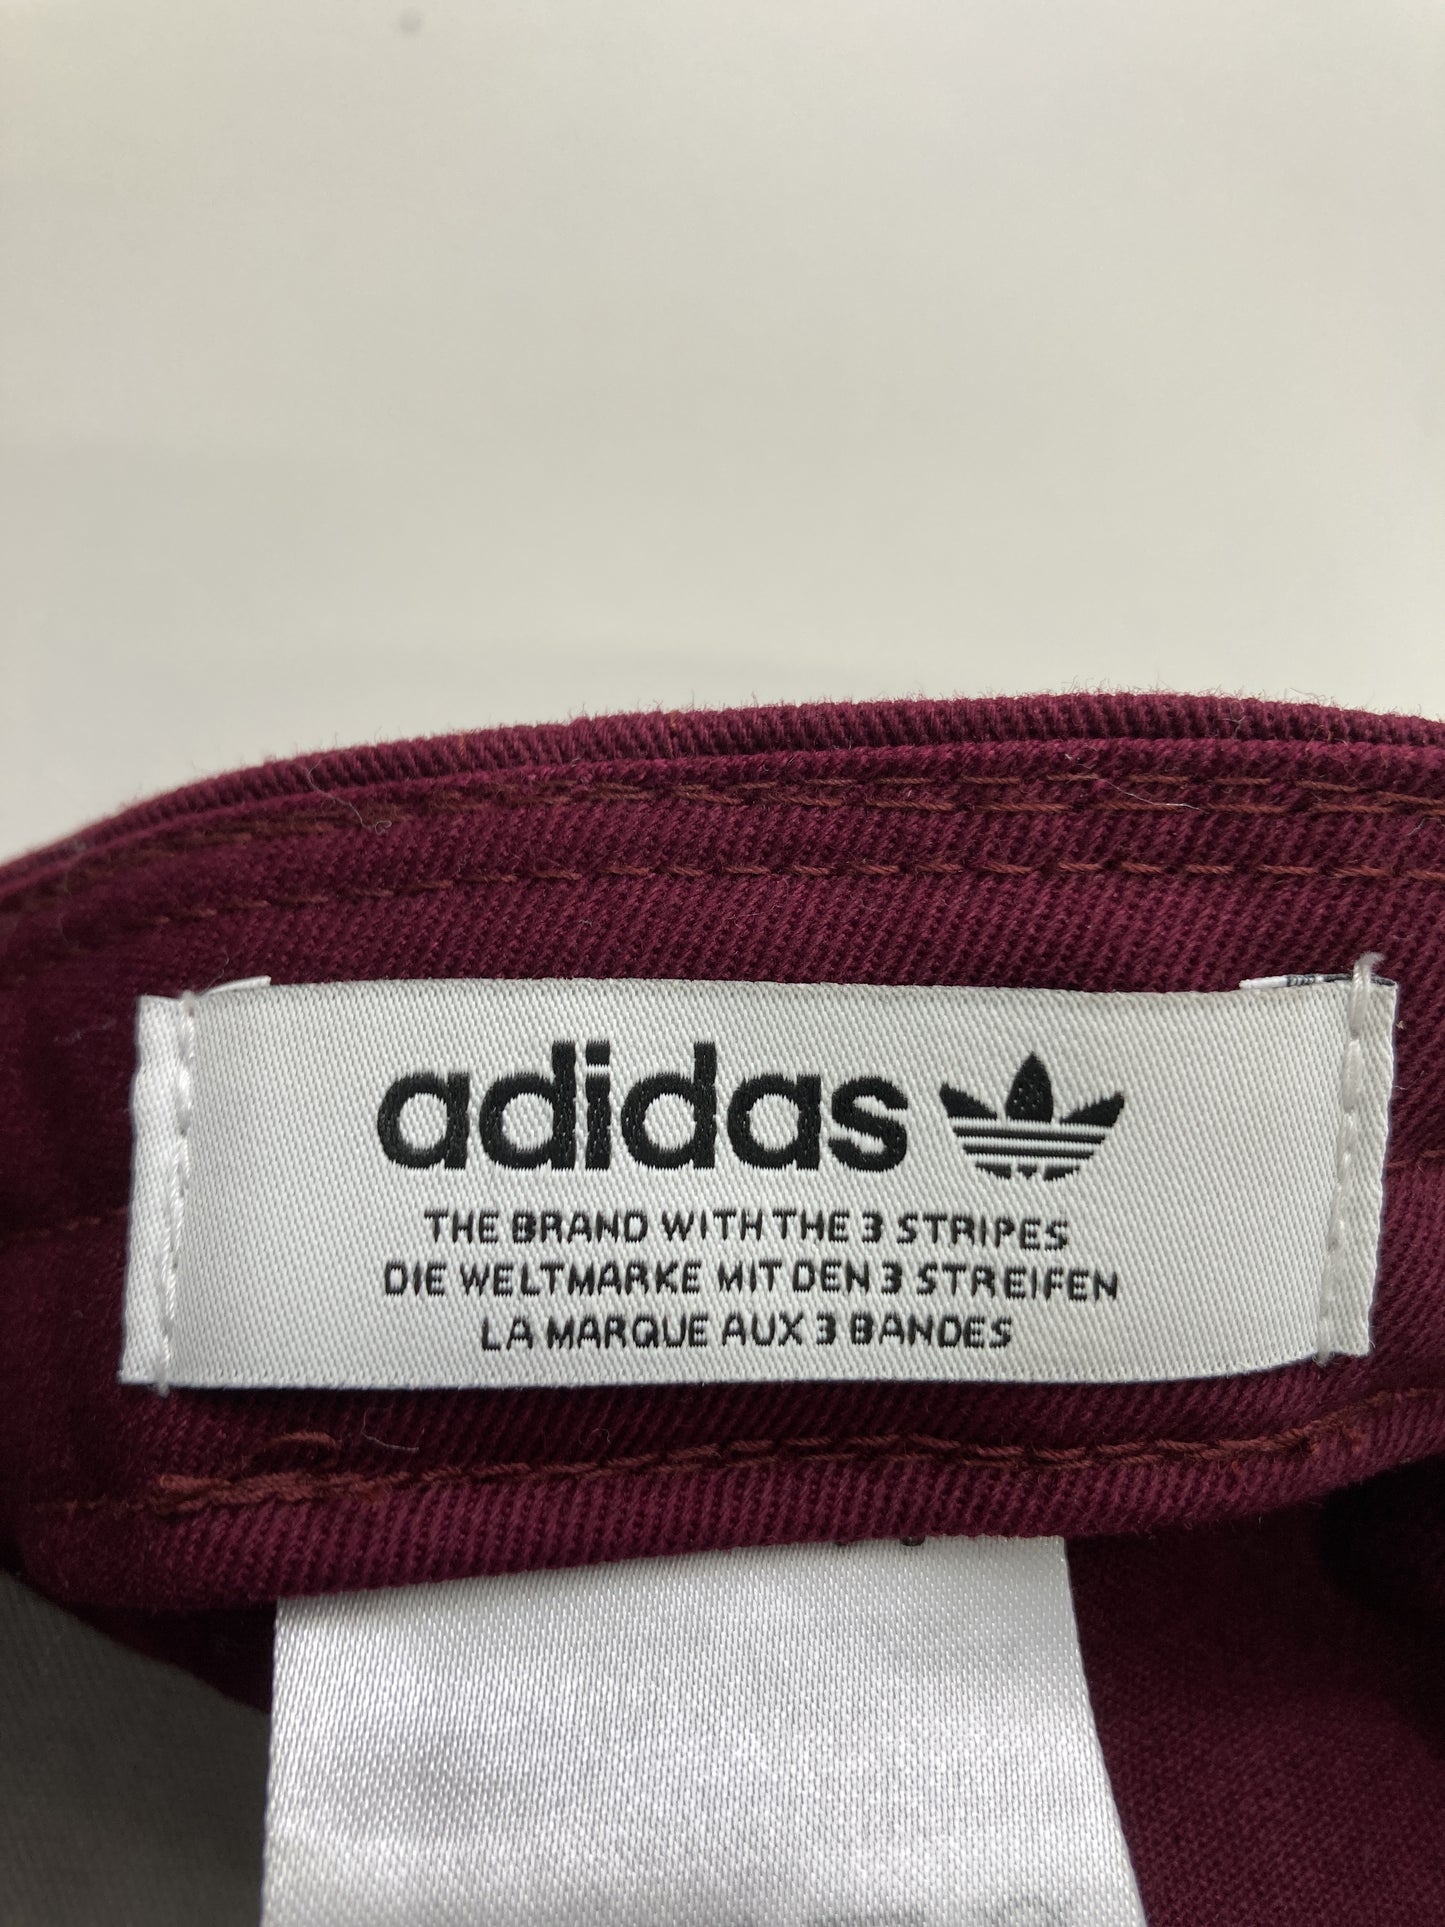 adidas
THE BRAND WITH THE 3 STRIPES
DIE WELTMARKE MIT DEN 3 STREIFEN
LA MARQUE AUX 3 BANDES